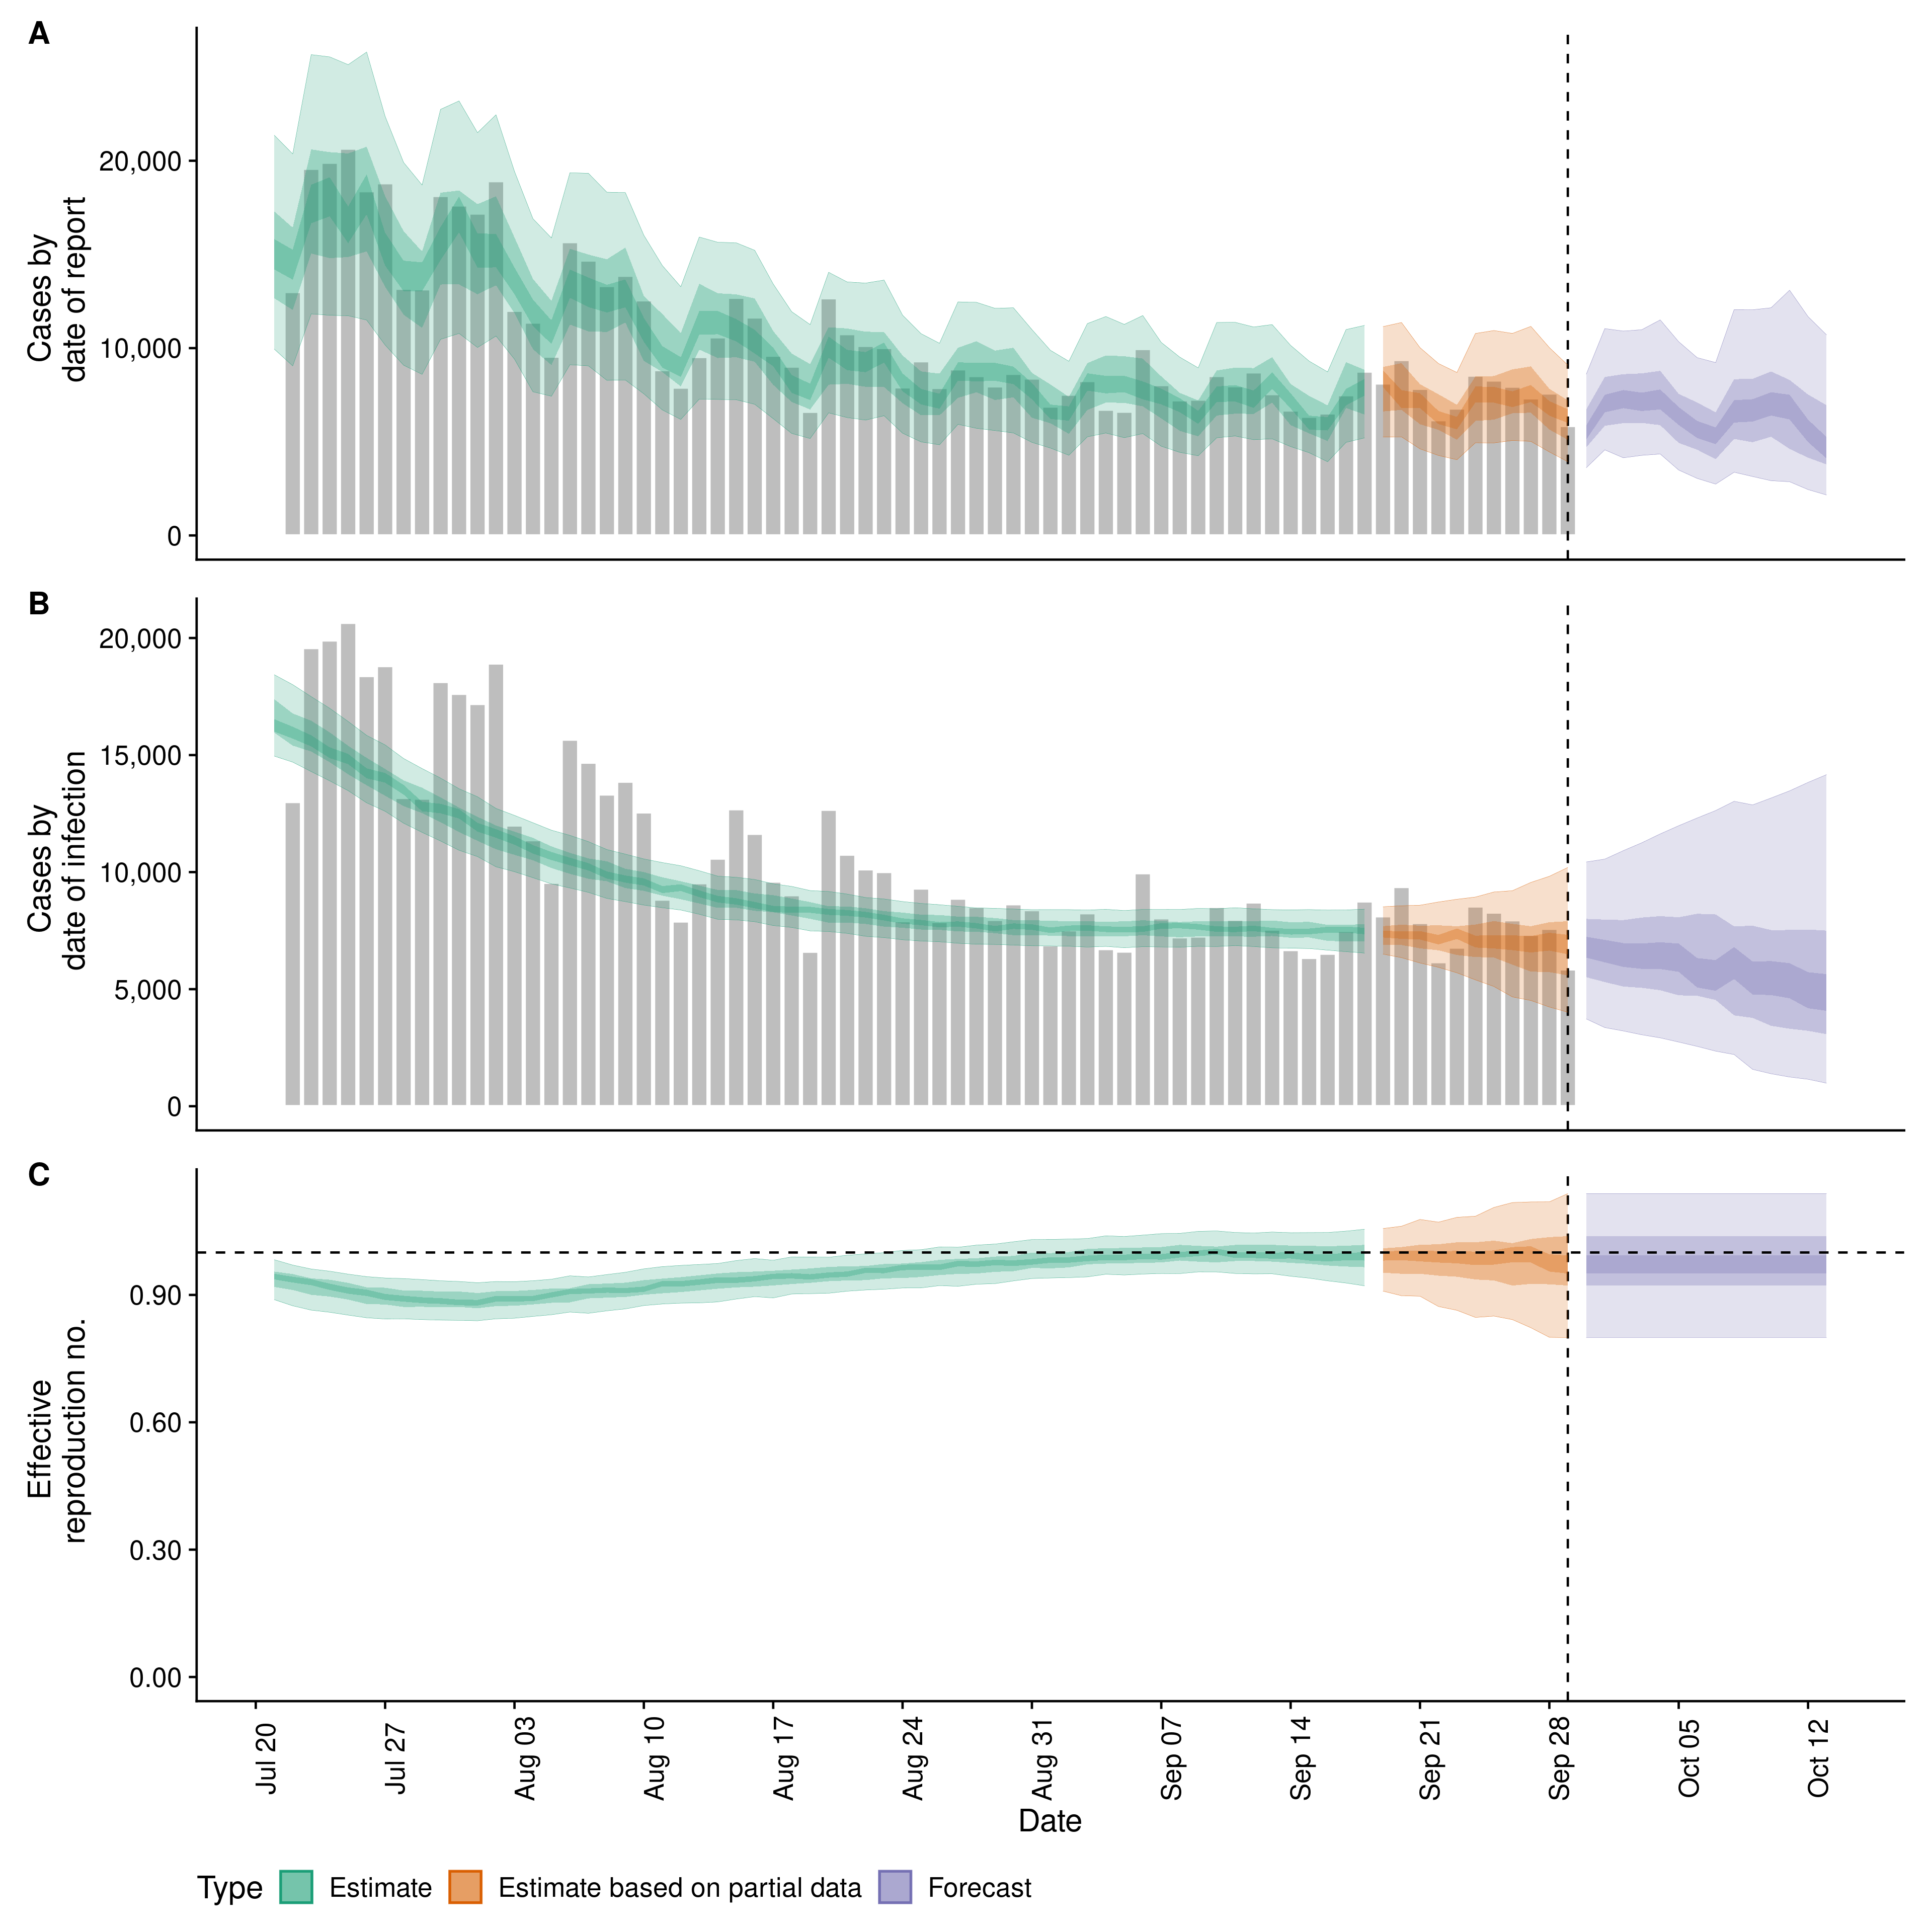 A
Cases by
date of report
20,000
10,000
0
B
Cases by
date of infection
20,000
15,000
10,000
5,000
0
C
Effective
reproduction no.
0.90
0.60
0.30
0.00
Jul 20
Jul 27
Aug 03
Aug 10
Aug 17
Aug 24
Aug 31
Sep 07
Sep 14
Sep 21
Sep 28
Oct 05
Oct 12
Date
Type Estimate Estimate based on partial data Forecast